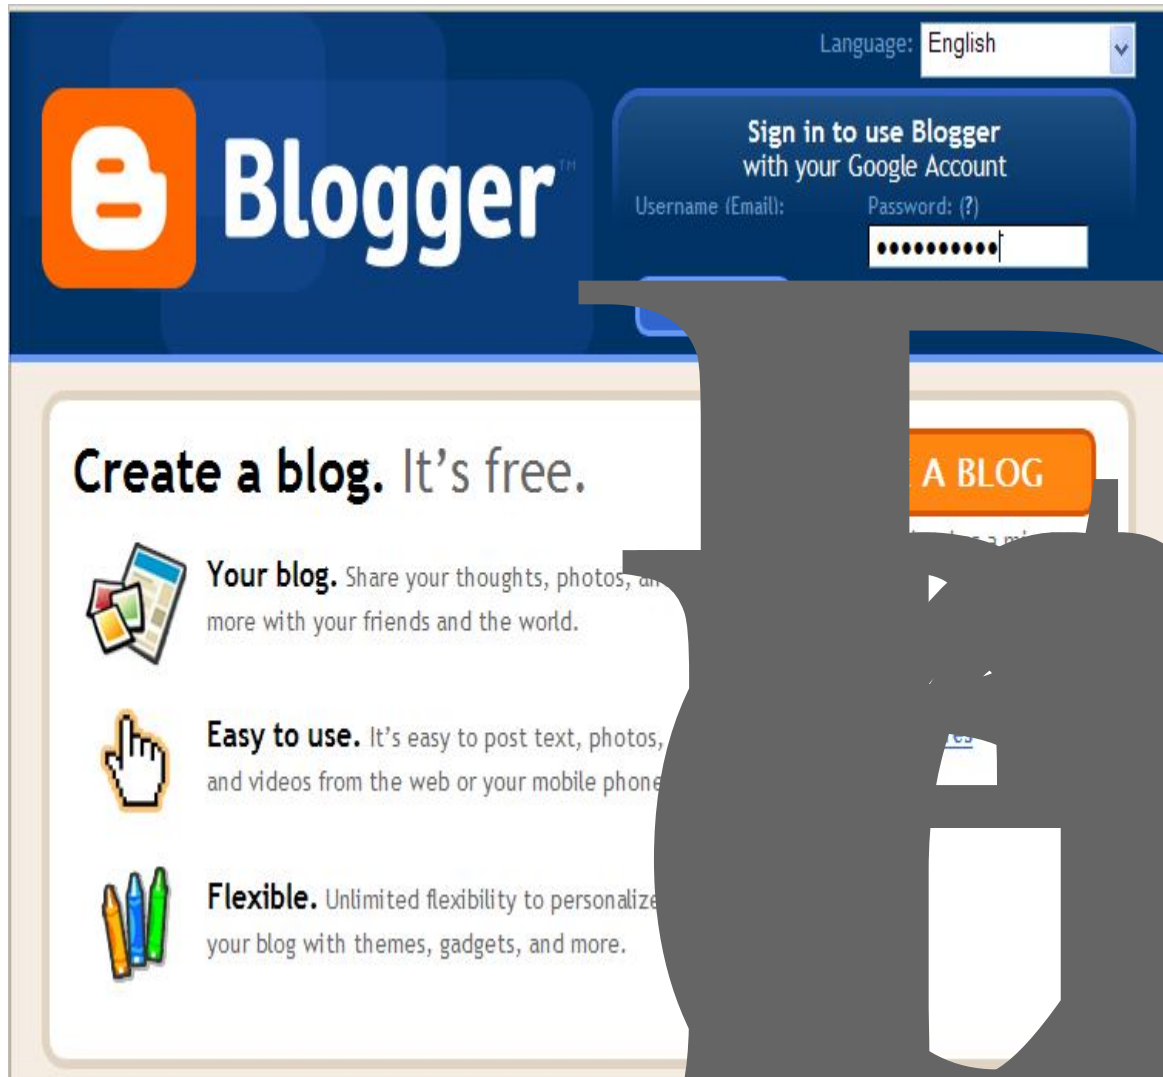 Language: English
Blogger™
Sign in to use Blogger
with your Google Account
Username (Email): Password: (?)
Create a blog. It's free.
A BLOG
a
Your blog. Share your thoughts, photos,
more with your friends and the world.
Easy to use. It's easy to post text, photos,
and videos from the web or your mobile phone
Flexible. Unlimited flexibility to personalize
your blog with themes, gadgets, and more.